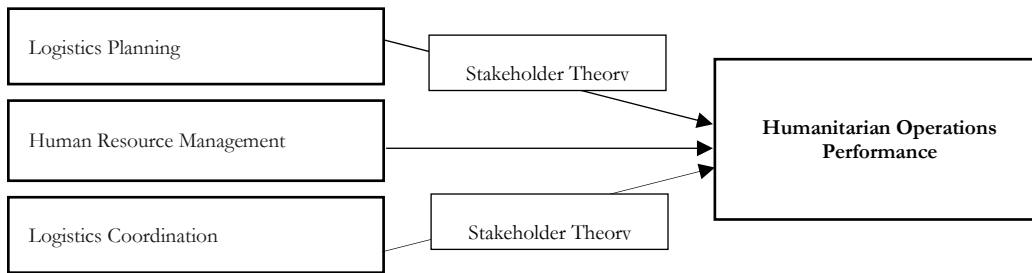 Logistics Planning
Stakeholder Theory
Human Resource Management
Humanitarian Operations
Performance
Logistics Coordination
Stakeholder Theory